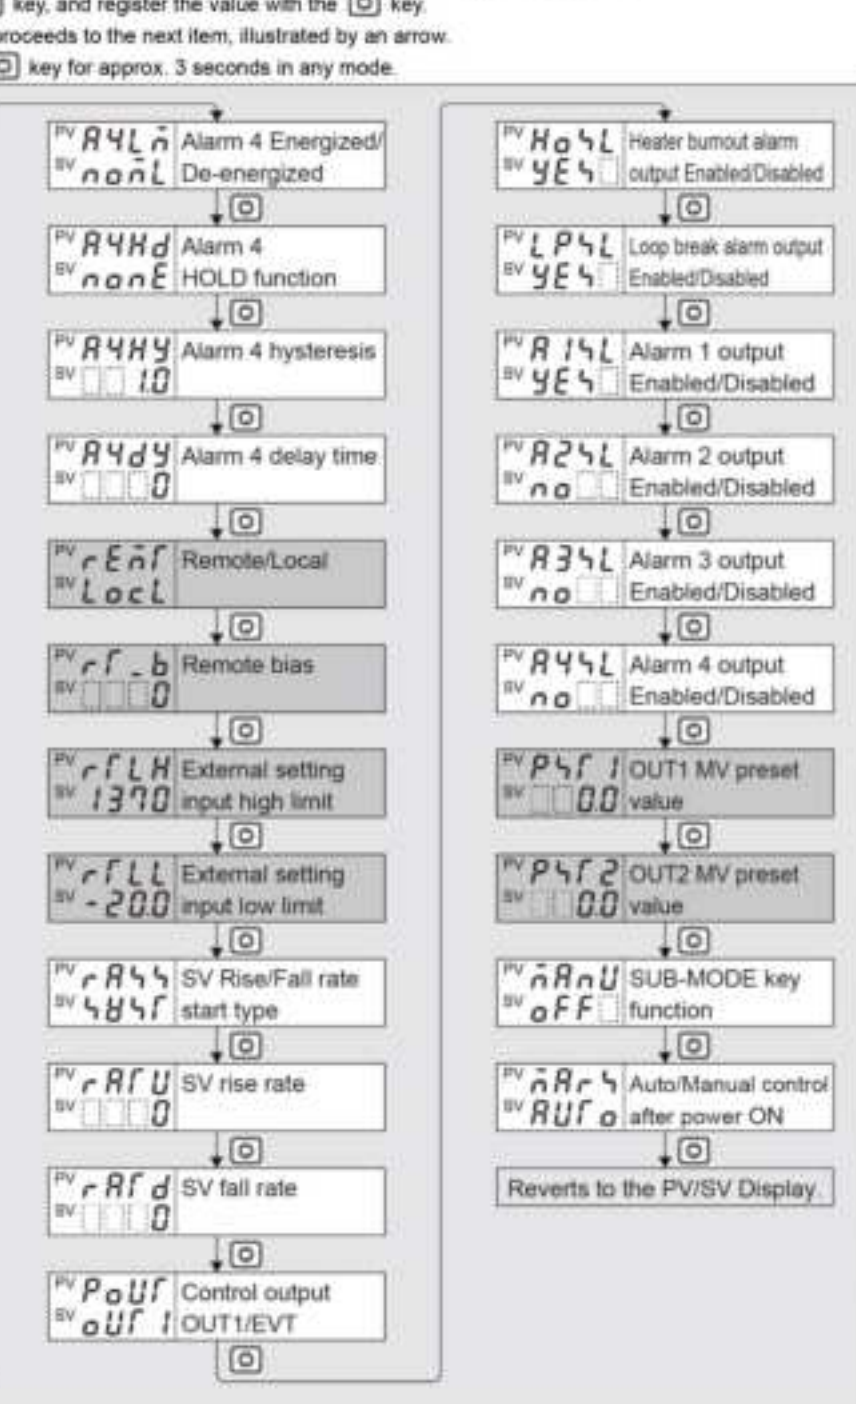 key, and register the value with the key.
proceeds to the next item, illustrated by an arrow.
key for approx. 3 seconds in any mode.
PV A4LM Alarm 4 Energized/
SV NOML De-energized
PV A4HD Alarm 4
SV NONE HOLD function
PV A4HY Alarm 4 hysteresis
SV 1.0
PV A4DY Alarm 4 delay time
SV 0
PV REMT Remote/Local
SV LOCL
PV RT_B Remote bias
SV 0
PV RTLH External setting
SV 1370 input high limit
PV RTLL External setting
SV -200 input low limit
PV RASS SV Rise/Fall rate
SV start type
PV RATU SV rise rate
SV 0
PV RATD SV fall rate
SV 0
PV POUT Control output
SV OUT1 OUT1/EVT
PV HOSL Heater burnout alarm
SV YES output Enabled/Disabled
PV LPSL Loop break alarm output
SV YES Enabled/Disabled
PV A1SL Alarm 1 output
SV YES Enabled/Disabled
PV A2SL Alarm 2 output
SV NO Enabled/Disabled
PV A3SL Alarm 3 output
SV NO Enabled/Disabled
PV A4SL Alarm 4 output
SV NO Enabled/Disabled
PV PST1 OUT1 MV preset
SV 0.0 value
PV PST2 OUT2 MV preset
SV 0.0 value
PV MANU SUB-MODE key
SV OFF function
PV MARS Auto/Manual control
SV AUTO after power ON
Reverts to the PV/SV Display.